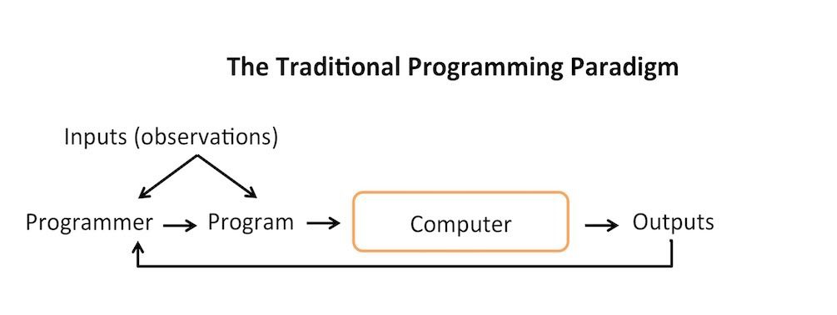 The Traditional Programming Paradigm
Inputs (observations)
Programmer
Program
Computer
Outputs